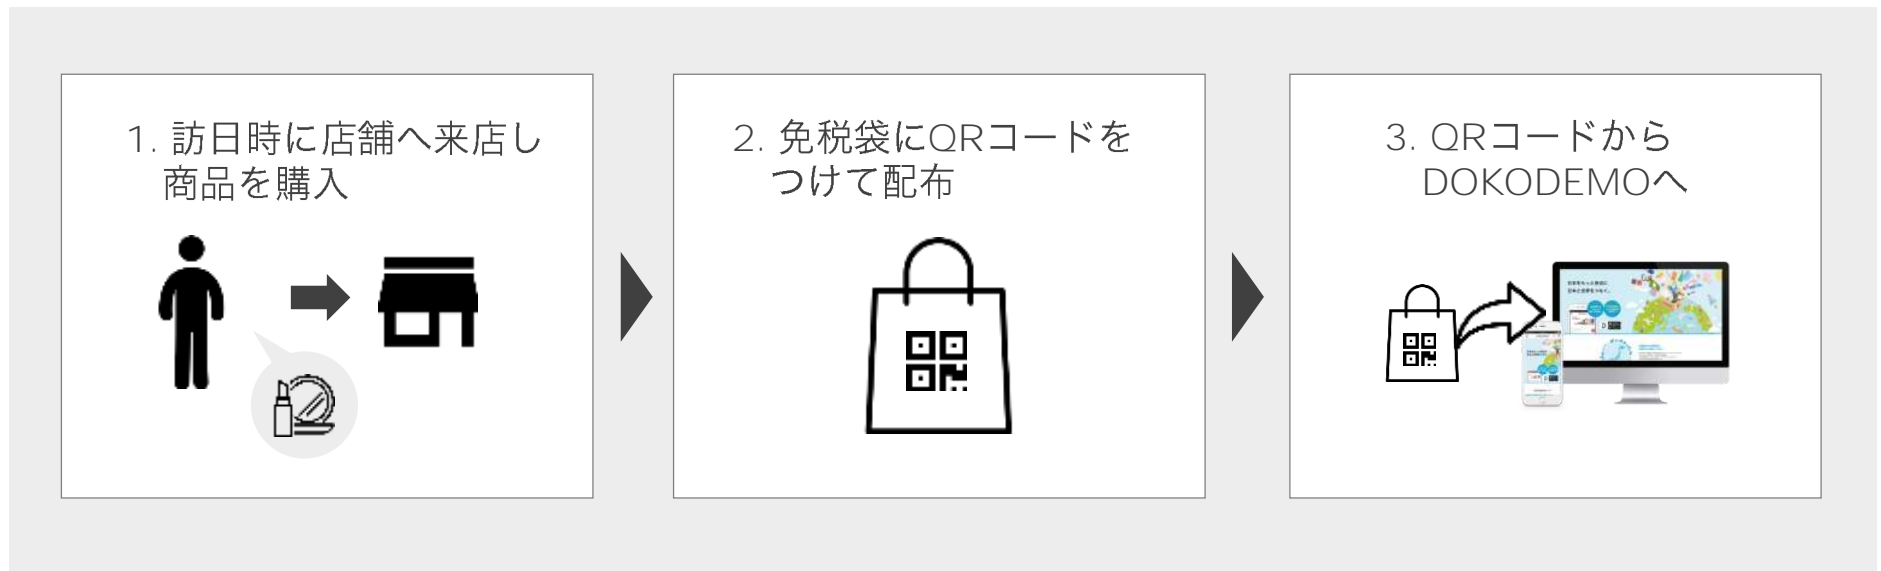 1. 訪日時に店舗へ来店し
商品を購入
2. 免税袋にQRコードを
つけて配布
3. QRコードから
DOKODEMOへ